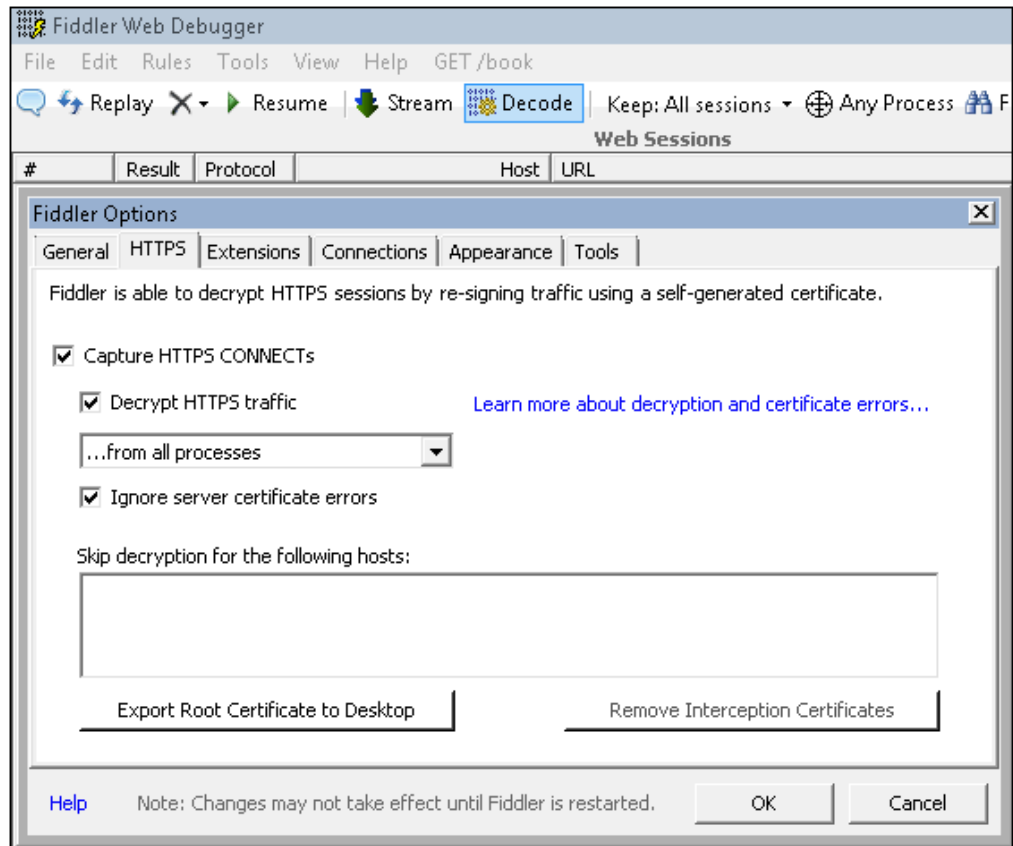 Fiddler Web Debugger
File Edit Rules Tools View Help GET /book
Replay Resume Stream Decode Keep: All sessions Any Process F
Web Sessions
# Result Protocol Host URL
Fiddler Options
General HTTPS Extensions Connections Appearance Tools
Fiddler is able to decrypt HTTPS sessions by re-signing traffic using a self-generated certificate.
Capture HTTPS CONNECTs
Decrypt HTTPS traffic Learn more about decryption and certificate errors...
...from all processes
Ignore server certificate errors
Skip decryption for the following hosts:
Export Root Certificate to Desktop Remove Interception Certificates
Help Note: Changes may not take effect until Fiddler is restarted. OK Cancel